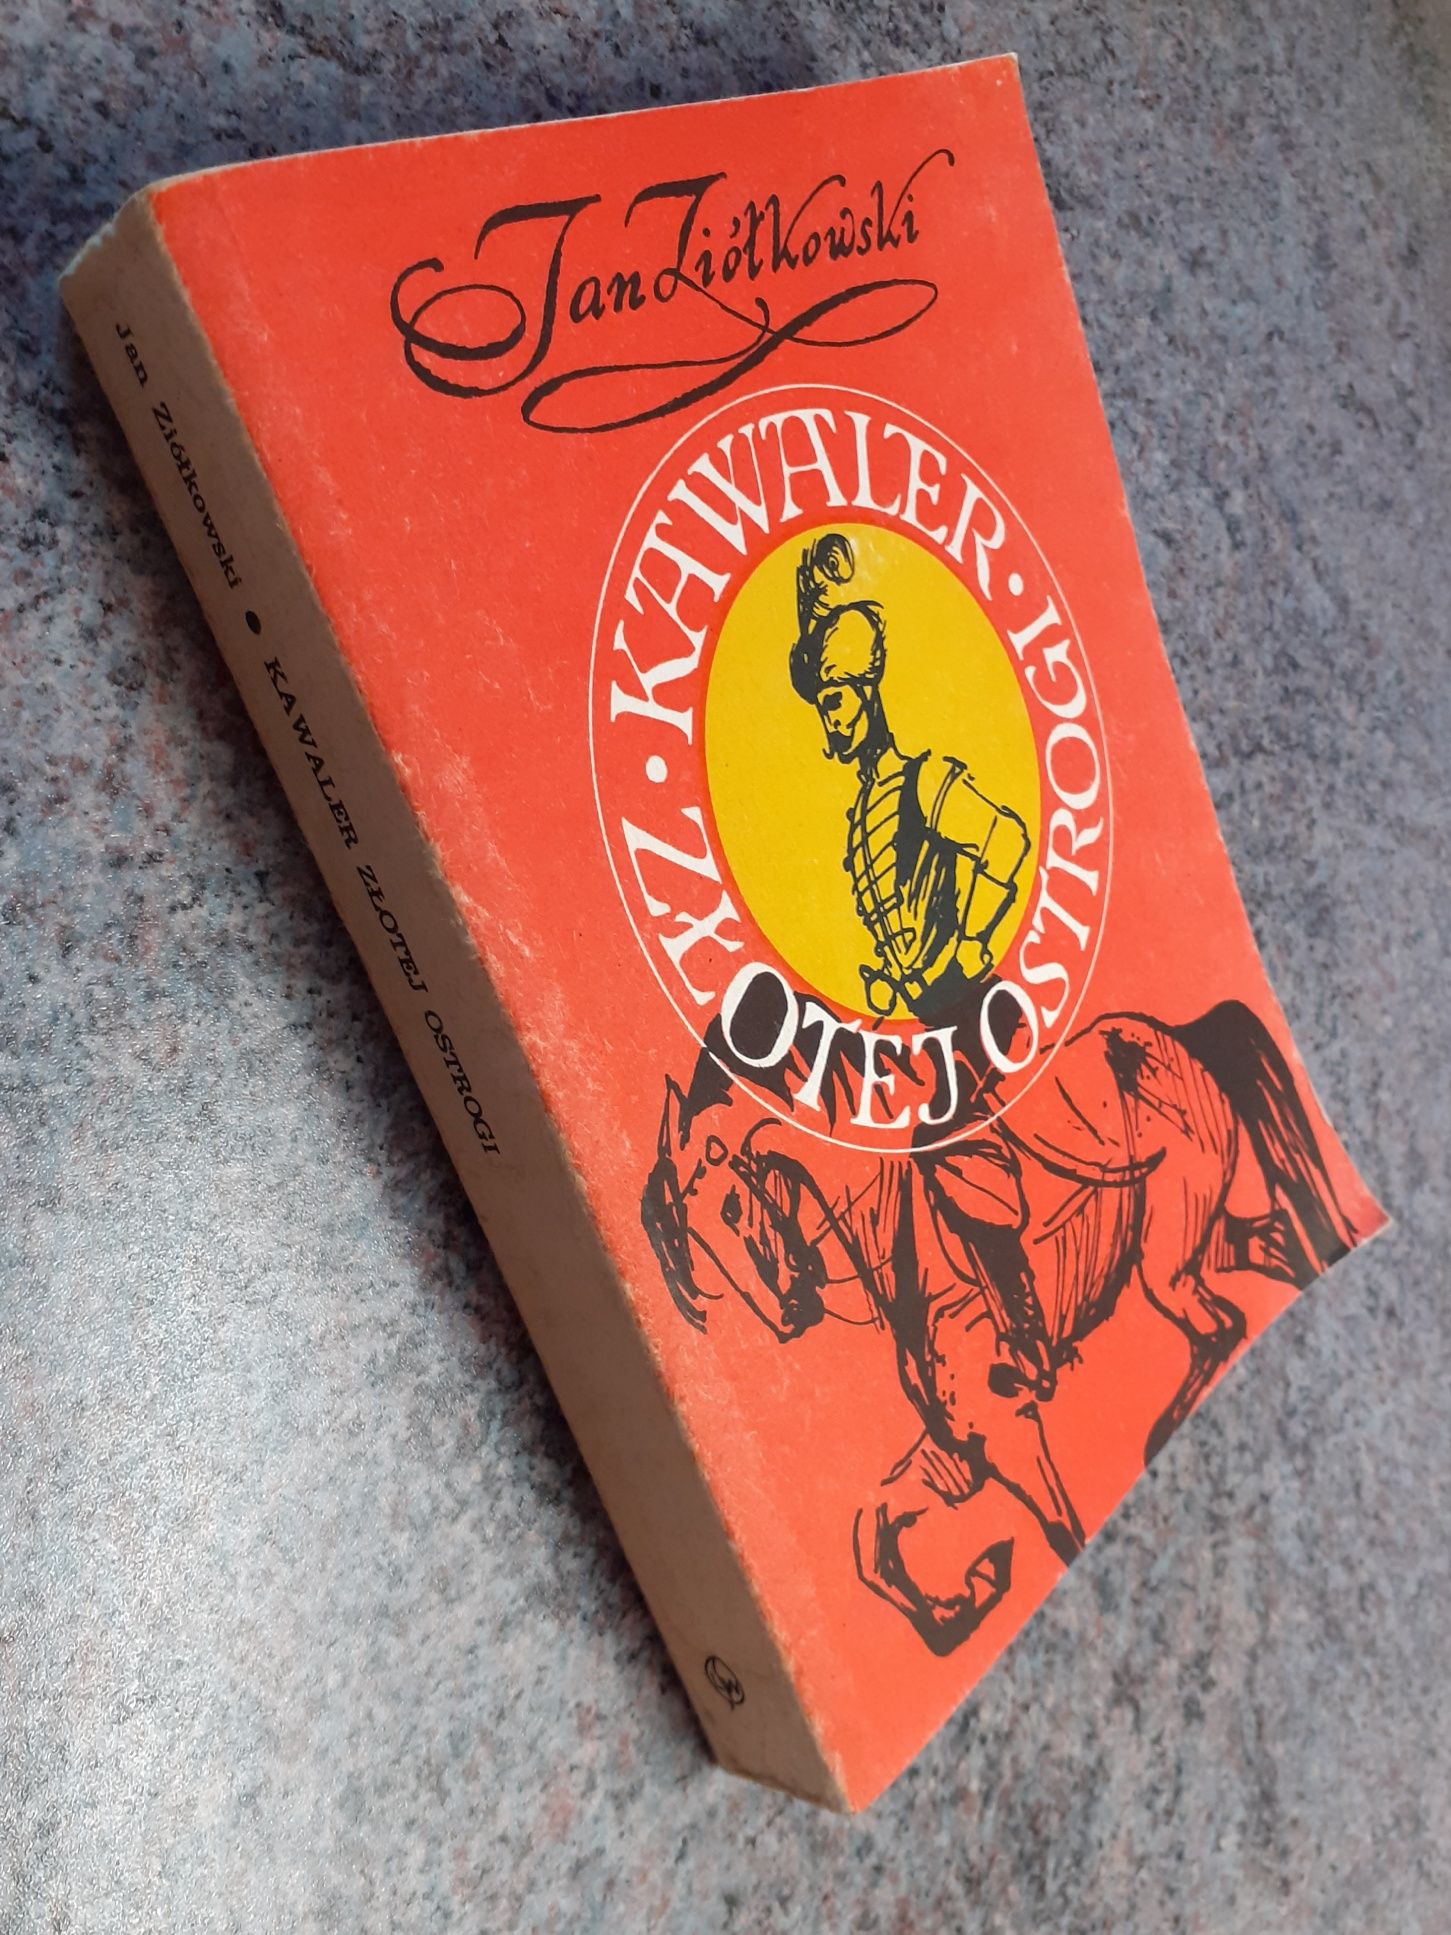 Jan Ziółkowski
KAWALER · ZŁOTEJ OSTROGI ·
Jan Ziółkowski ● KAWALER ZŁOTEJ OSTROGI